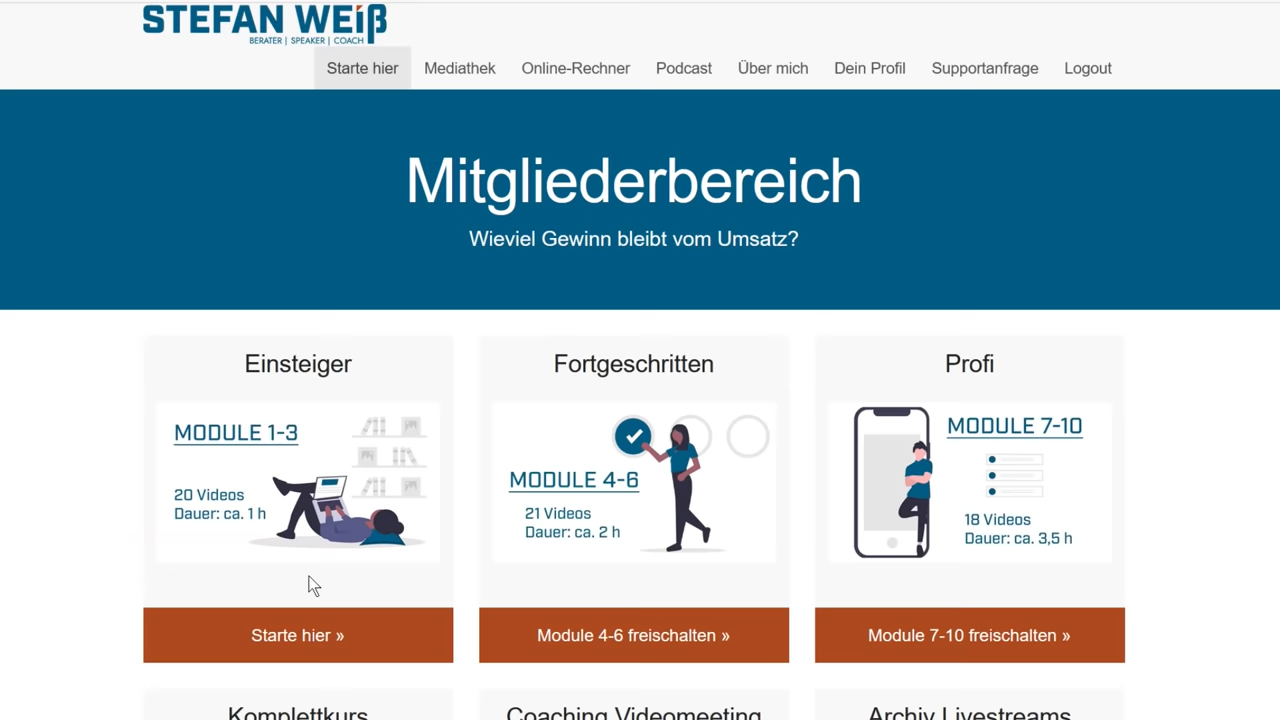 STEFAN WEIß
BERATER | SPEAKER | COACH
Starte hier
Mediathek
Online-Rechner
Podcast
Über mich
Dein Profil
Supportanfrage
Logout
Mitgliederbereich
Wieviel Gewinn bleibt vom Umsatz?
Einsteiger
MODULE 1-3
20 Videos
Dauer: ca. 1 h
Starte hier »
Fortgeschritten
MODULE 4-6
21 Videos
Dauer: ca. 2 h
Module 4-6 freischalten »
Profi
MODULE 7-10
18 Videos
Dauer: ca. 3,5 h
Module 7-10 freischalten »
Komplettkurs
Coaching Videomeeting
Archiv Livestreams